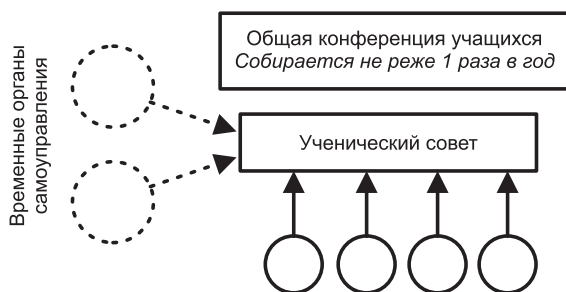 Временные органы
самоуправления
Общая конференция учащихся
Собирается не реже 1 раза в год
Ученический совет